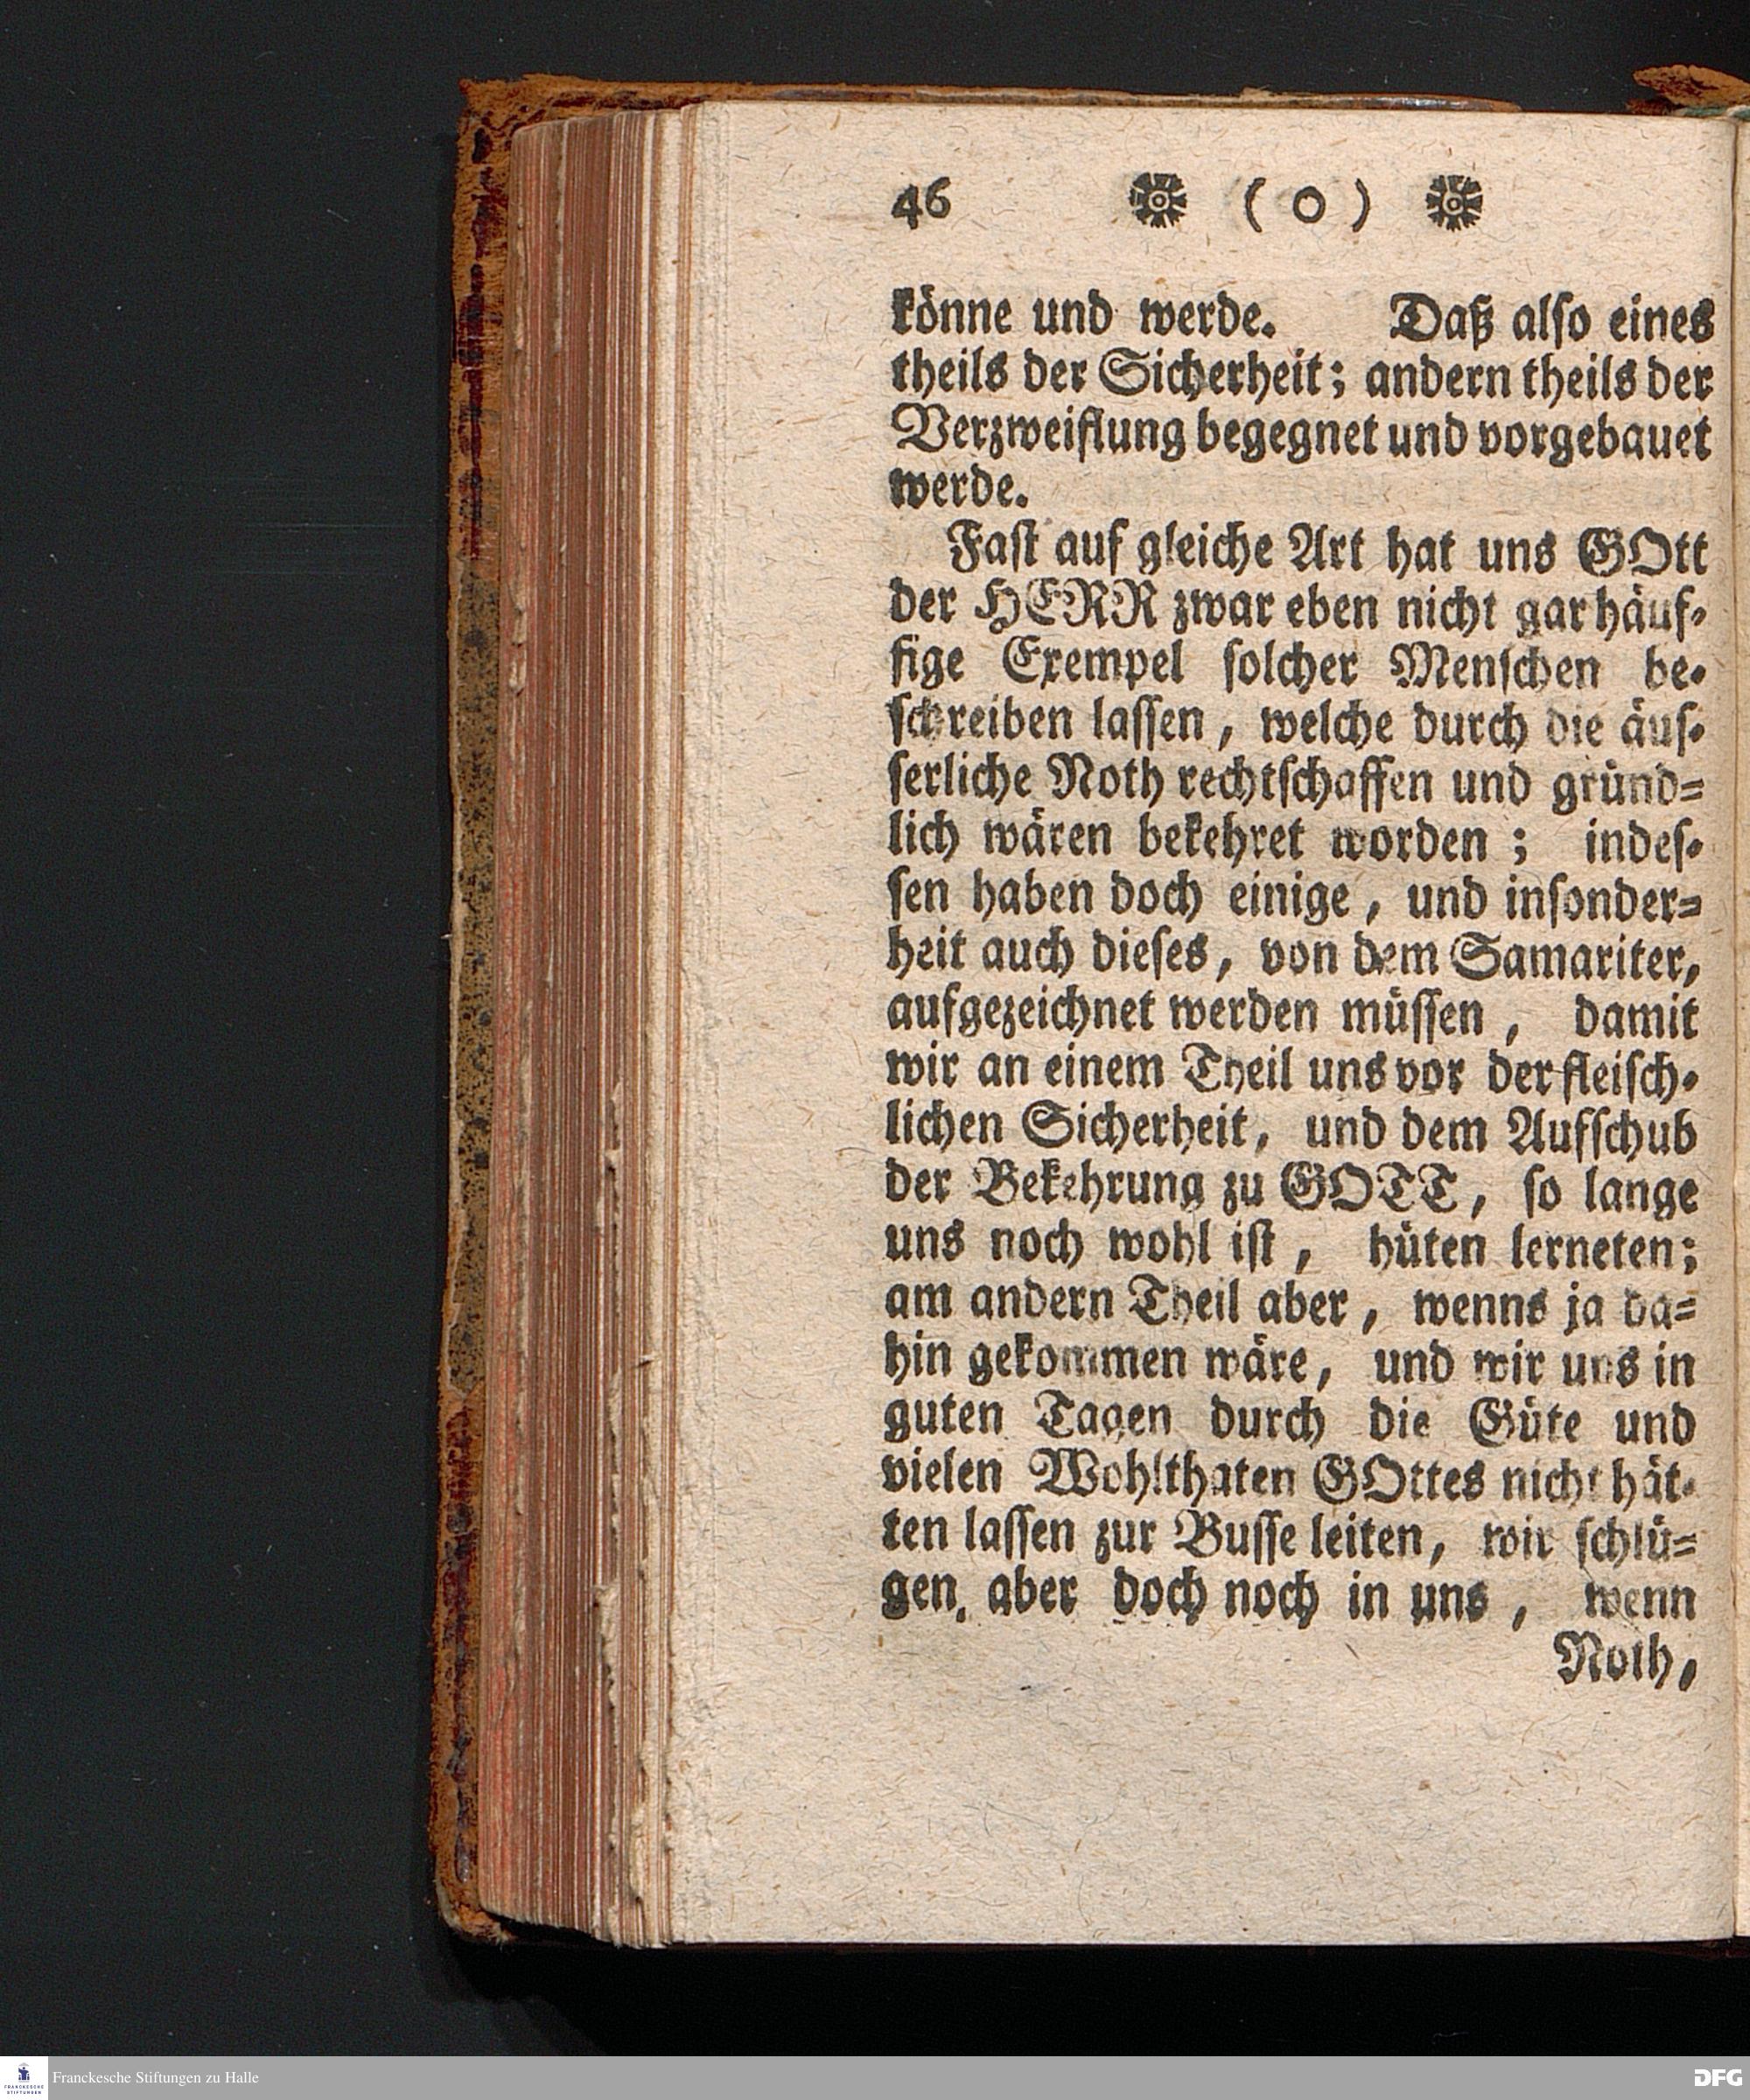 46 ( O )
könne und werde. Daß also eines
theils der Sicherheit; andern theils der
Verzweiflung begegnet und vorgebauet
werde.
Fast auf gleiche Art hat uns GOtt
der HERR zwar eben nicht gar häuf-
fige Exempel solcher Menschen be-
schreiben lassen, welche durch die äus-
serliche Noth rechtschaffen und gründ-
lich wären bekehret worden; indes-
sen haben doch einige, und insonder-
heit auch dieses, von dem Samariter,
aufgezeichnet werden müssen, damit
wir an einem Theil uns vor der fleisch-
lichen Sicherheit, und dem Aufschub
der Bekehrung zu GOTT, so lange
uns noch wohl ist, hüten lerneten;
am andern Theil aber, wenns ja da-
hin gekommen wäre, und wir uns in
guten Tagen durch die Güte und
vielen Wohlthaten GOttes nicht hät-
ten lassen zur Busse leiten, wir schlü-
gen, aber doch noch in uns, wenn
Noth,
FRANCKESCHE
STIFTUNGEN
Franckesche Stiftungen zu Halle
DFG